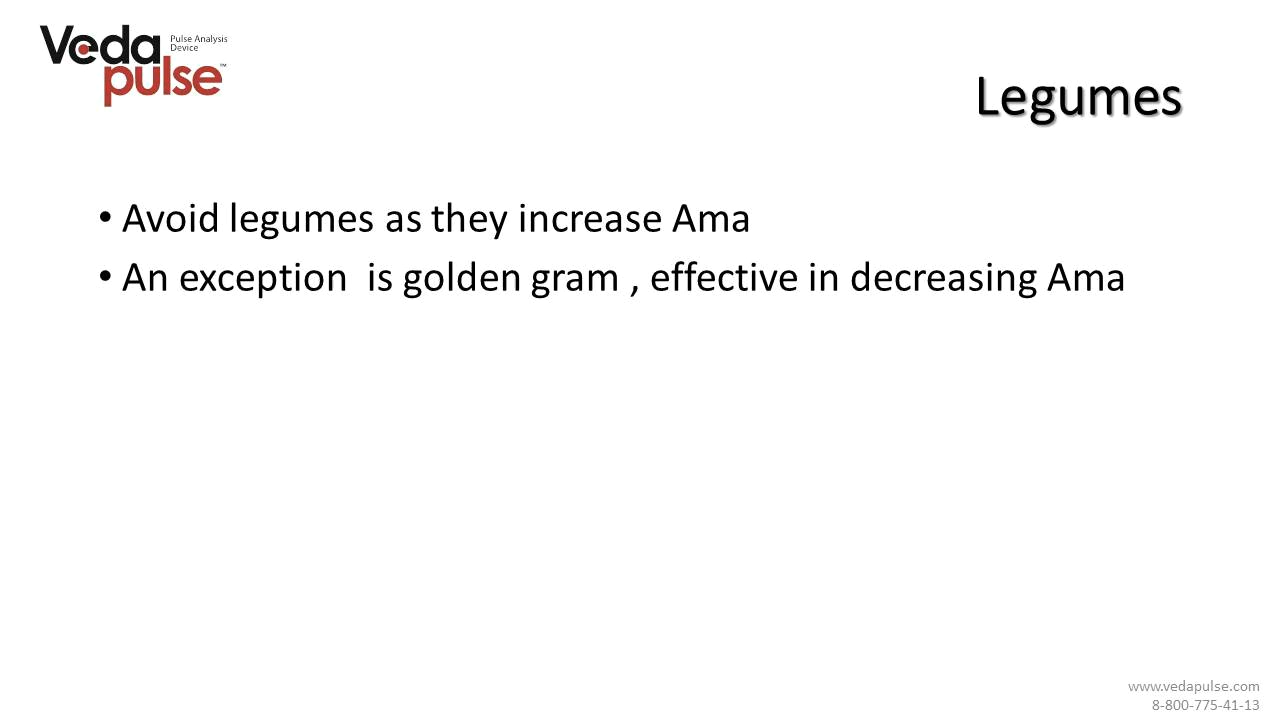 Veda
Pulse Analysis
Device
pulse™
Legumes
• Avoid legumes as they increase Ama
• An exception  is golden gram , effective in decreasing Ama
www.vedapulse.com
8-800-775-41-13